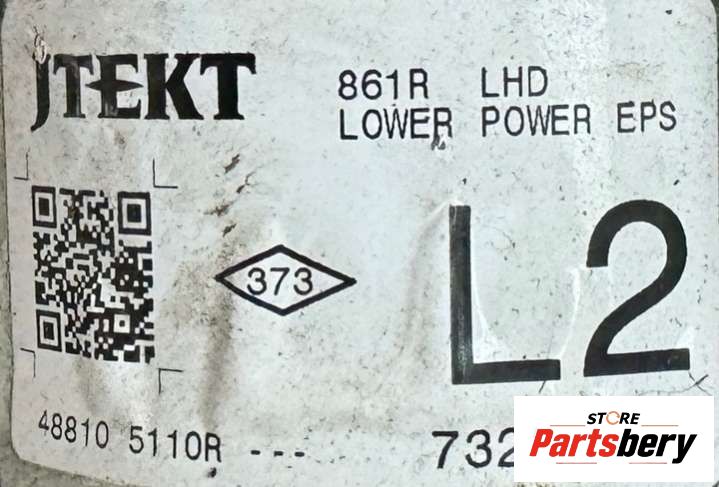 JTEKT
861R LHD
LOWER POWER EPS
373
L2
48810 5110R ---
732
STORE
Partsbery